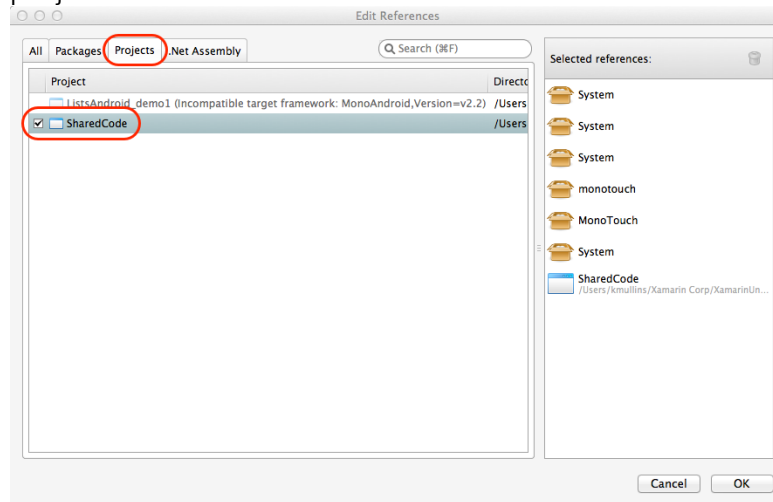 Edit References
All Packages Projects .Net Assembly
Search (⌘F)
Selected references:
Project Directo
ListsAndroid_demo1 (Incompatible target framework: MonoAndroid,Version=v2.2) /Users
SharedCode /Users
System
System
System
monotouch
MonoTouch
System
SharedCode
/Users/kmullins/Xamarin Corp/XamarinUn...
Cancel OK